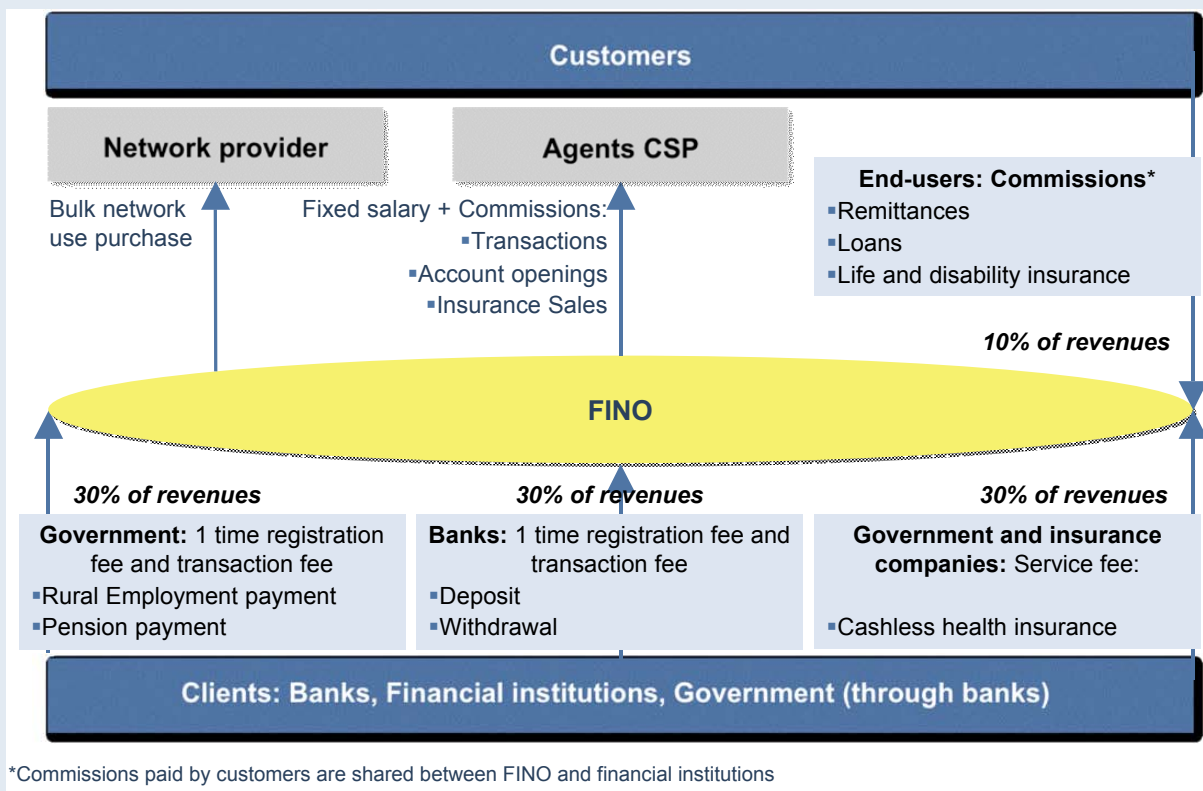 Customers
Network provider
Agents CSP
Bulk network
use purchase
Fixed salary + Commissions:
▪Transactions
▪Account openings
▪Insurance Sales
End-users: Commissions*
▪Remittances
▪Loans
▪Life and disability insurance
10% of revenues
FINO
30% of revenues
Government: 1 time registration
fee and transaction fee
▪Rural Employment payment
▪Pension payment
30% of revenues
Banks: 1 time registration fee and
transaction fee
▪Deposit
▪Withdrawal
30% of revenues
Government and insurance
companies: Service fee:
▪Cashless health insurance
Clients: Banks, Financial institutions, Government (through banks)
*Commissions paid by customers are shared between FINO and financial institutions